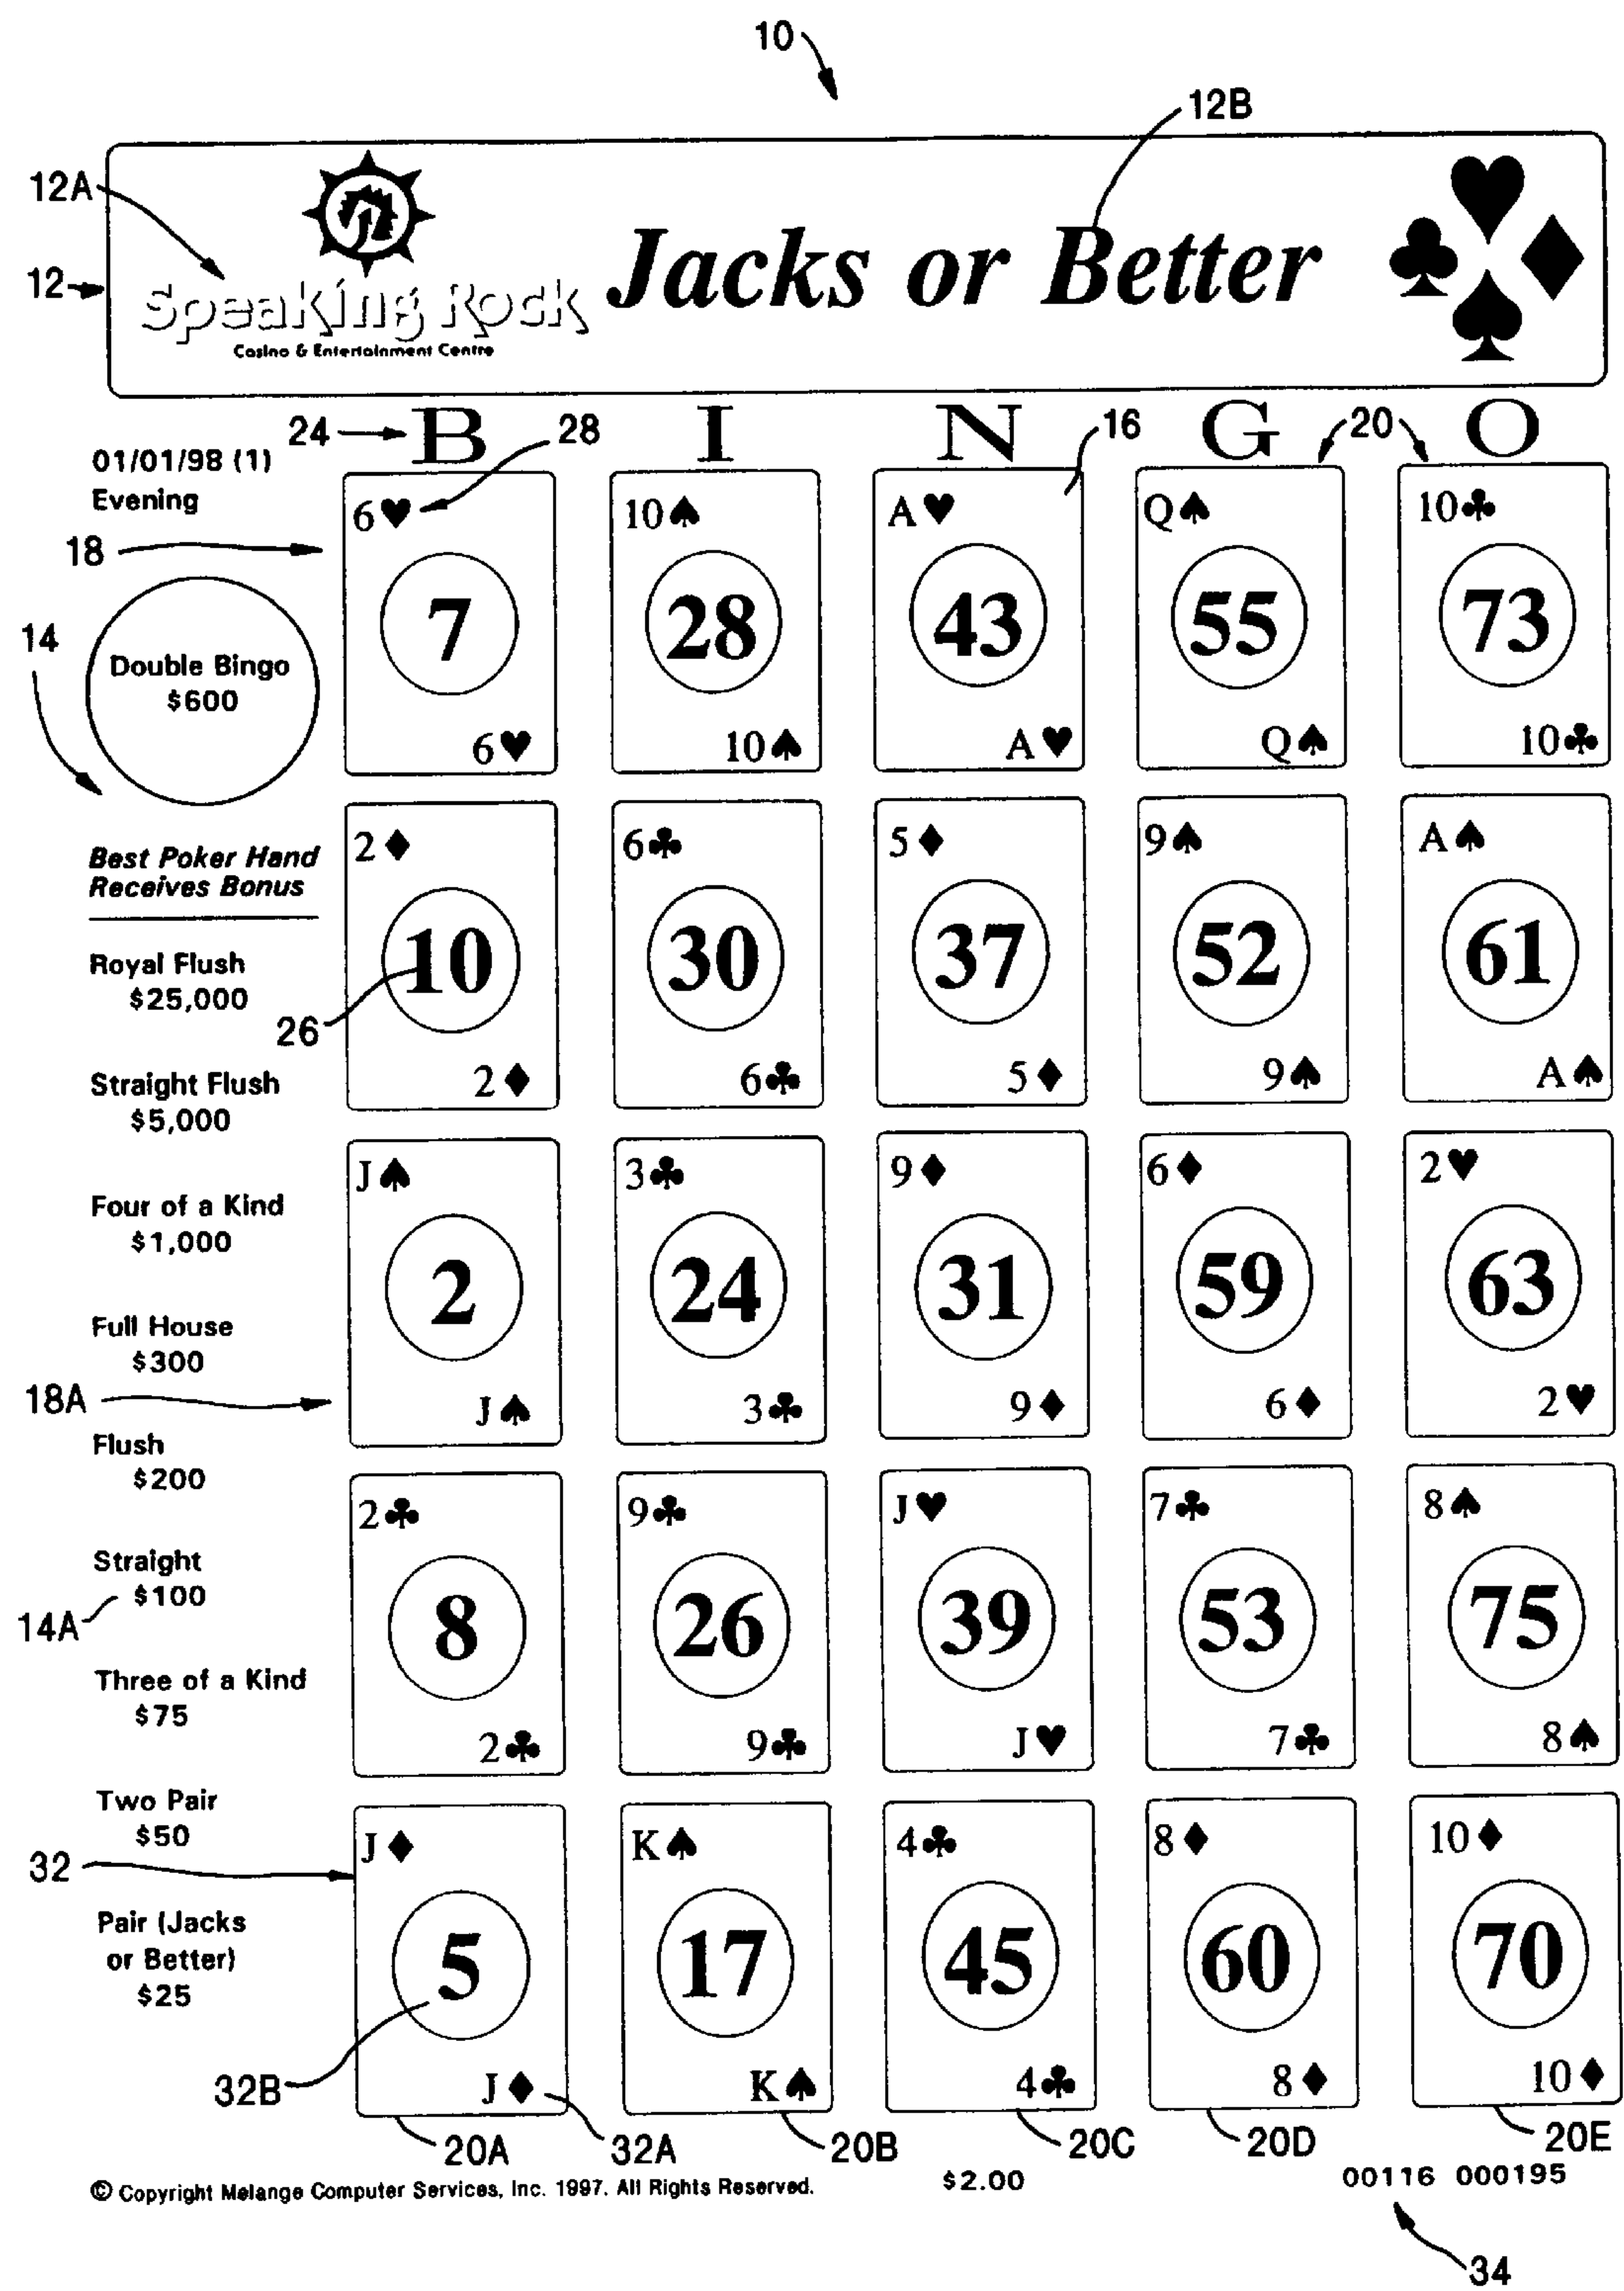 10
12B
12A
12
Speaking Rock
Casino & Entertainment Centre
Jacks or Better
24 B 28 I N 16 G 20 O
01/01/98 (1)
Evening
18
14
Double Bingo
$600
6♥ 10♠ A♥ Q♠ 10♣
7 28 43 55 73
6♥ 10♠ A♥ Q♠ 10♣
Best Poker Hand
Receives Bonus
2♦ 6♣ 5♦ 9♠ A♠
10 30 37 52 61
2♦ 6♣ 5♦ 9♠ A♠
Royal Flush
$25,000
26
Straight Flush
$5,000
Four of a Kind
$1,000
J♠ 3♣ 9♦ 6♦ 2♥
2 24 31 59 63
J♠ 3♣ 9♦ 6♦ 2♥
Full House
$300
18A
Flush
$200
2♣ 9♣ J♥ 7♣ 8♠
8 26 39 53 75
2♣ 9♣ J♥ 7♣ 8♠
Straight
$100
14A
Three of a Kind
$75
Two Pair
$50
32
J♦ K♠ 4♣ 8♦ 10♦
5 17 45 60 70
J♦ K♠ 4♣ 8♦ 10♦
Pair (Jacks
or Better)
$25
32B
20A 32A 20B 20C 20D 20E
© Copyright Melange Computer Services, Inc. 1997. All Rights Reserved.
$2.00
00116 000195
34